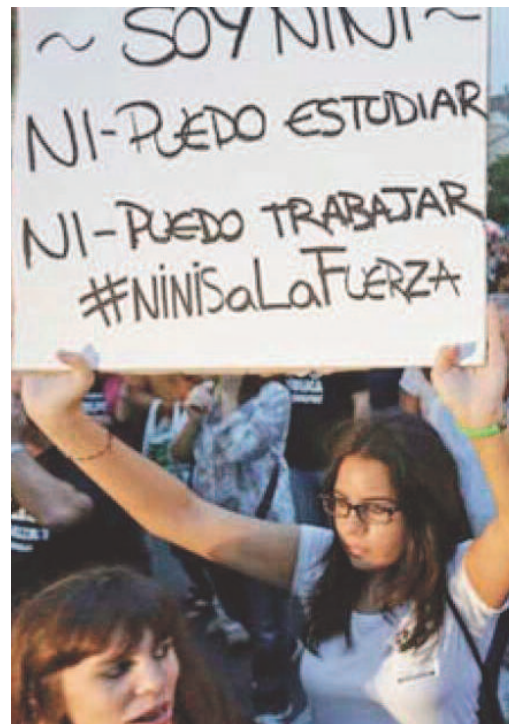 ~ SOY NINI ~
NI-PUEDO ESTUDIAR
NI-PUEDO TRABAJAR
#NINISaLaFUERZA